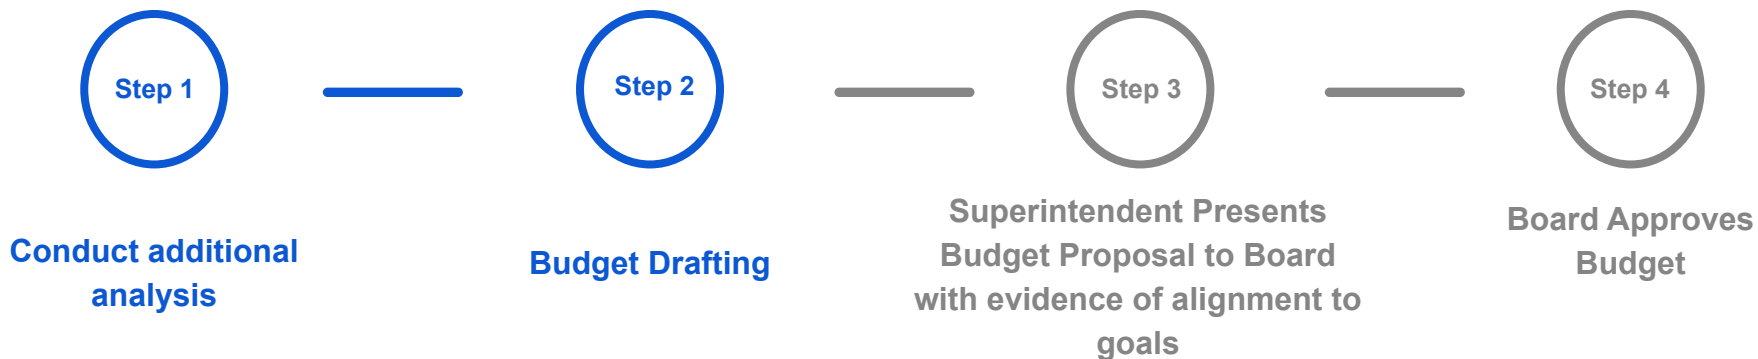 Step 1
Step 2
Step 3
Step 4
Conduct additional
analysis
Budget Drafting
Superintendent Presents
Budget Proposal to Board
with evidence of alignment to
goals
Board Approves
Budget